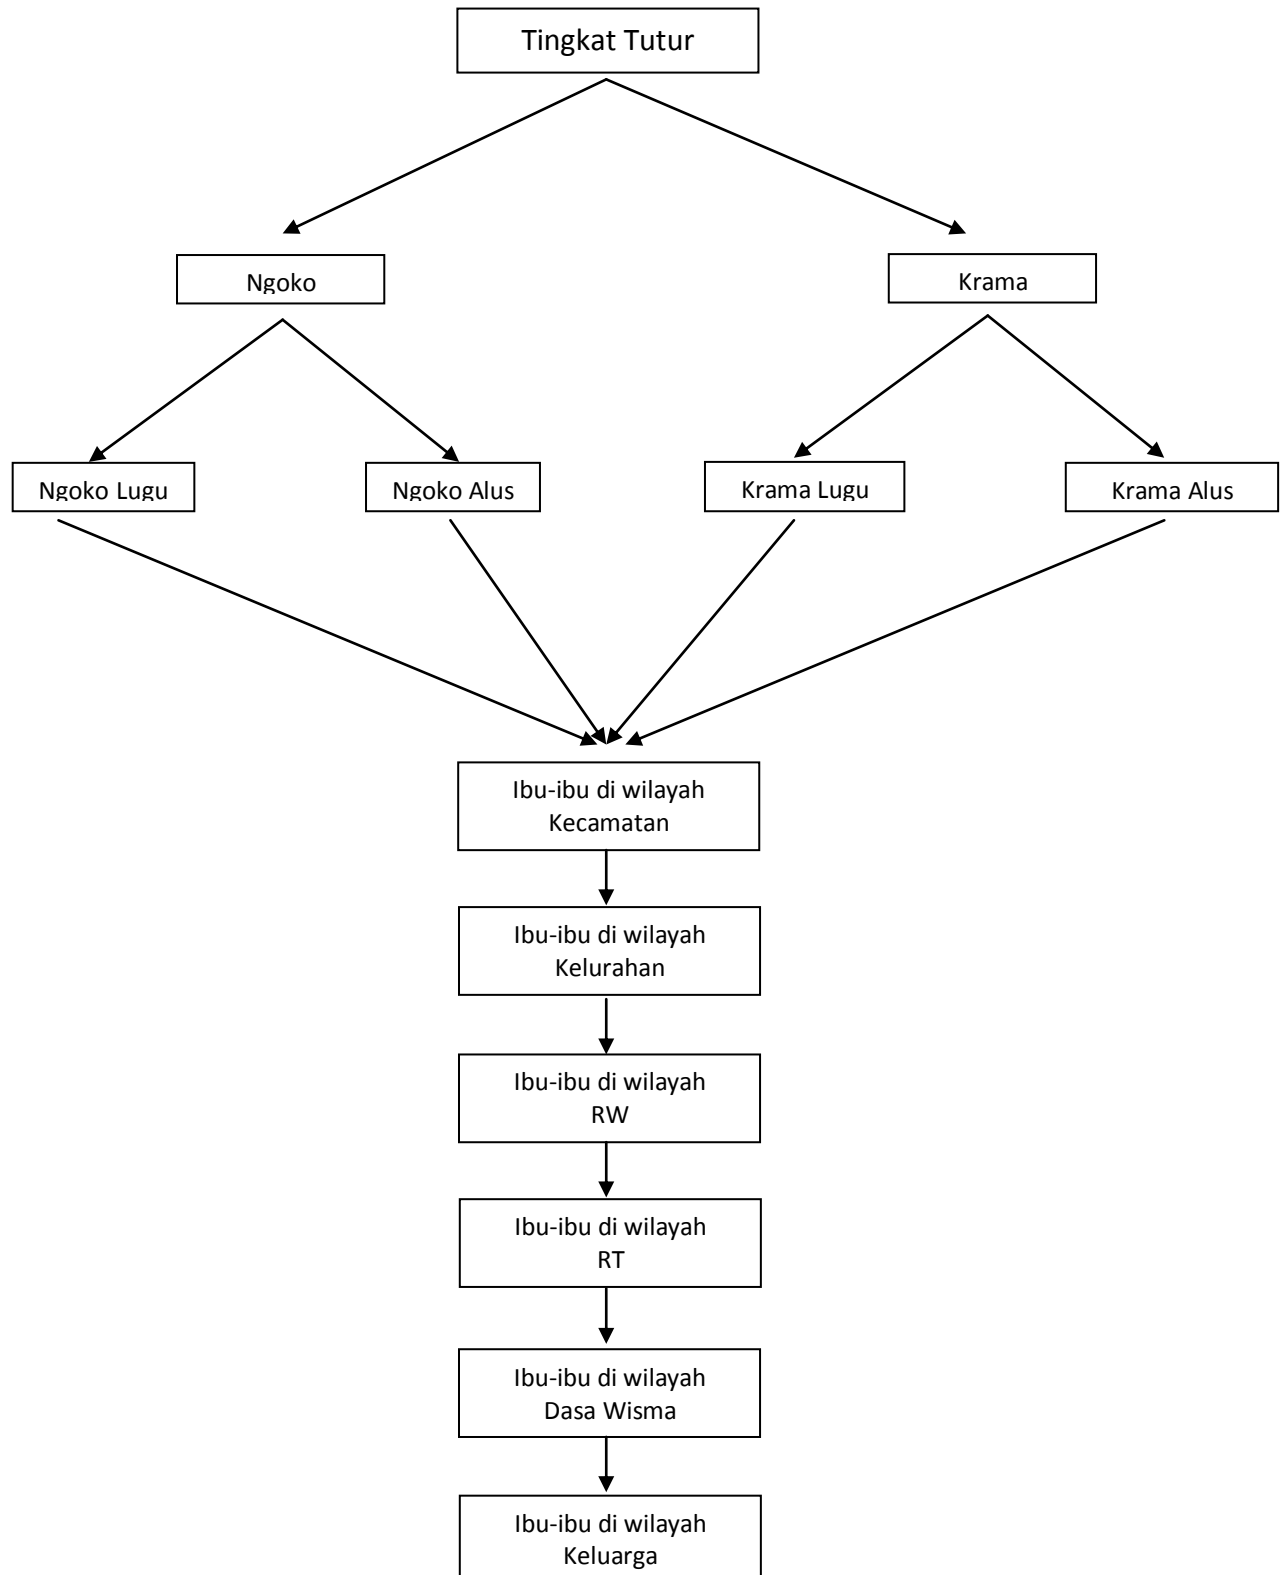 Tingkat Tutur
Ngoko
Krama
Ngoko Lugu
Ngoko Alus
Krama Lugu
Krama Alus
Ibu-ibu di wilayah
Kecamatan
Ibu-ibu di wilayah
Kelurahan
Ibu-ibu di wilayah
RW
Ibu-ibu di wilayah
RT
Ibu-ibu di wilayah
Dasa Wisma
Ibu-ibu di wilayah
Keluarga